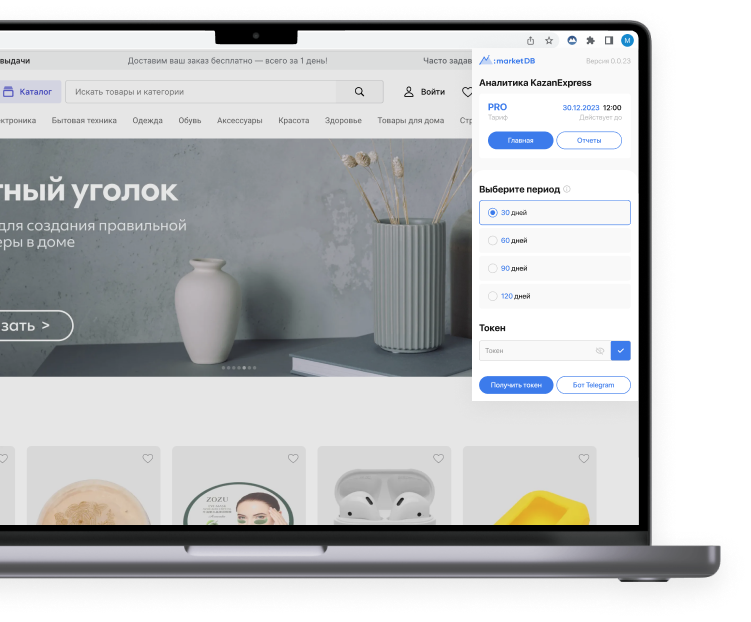 выдачи
Доставим ваш заказ бесплатно — всего за 1 день!
Часто задав
:marketDB
Версия 0.0.23
Аналитика KazanExpress
PRO
30.12.2023 12:00
Тариф
Действует до
Главная
Отчеты
Каталог
Искать товары и категории
Войти
ктроника
Бытовая техника
Одежда
Обувь
Аксессуары
Красота
Здоровье
Товары для дома
Стр
тный уголок
для создания правильной
еры в доме
зать >
Выберите период
30 дней
60 дней
90 дней
120 дней
Токен
Токен
Получить токен
Бот Telegram
M
ZOZU